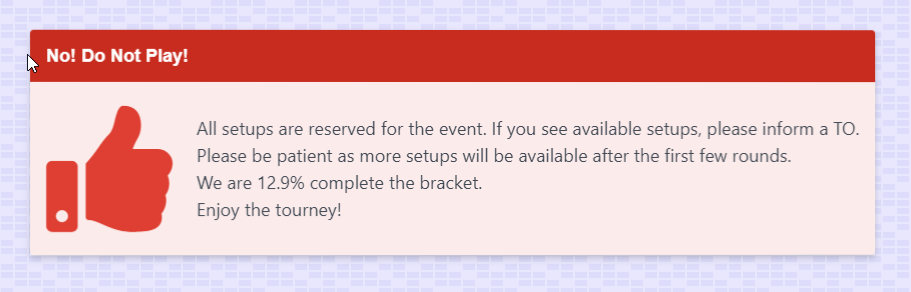 No! Do Not Play!
All setups are reserved for the event. If you see available setups, please inform a TO.
Please be patient as more setups will be available after the first few rounds.
We are 12.9% complete the bracket.
Enjoy the tourney!